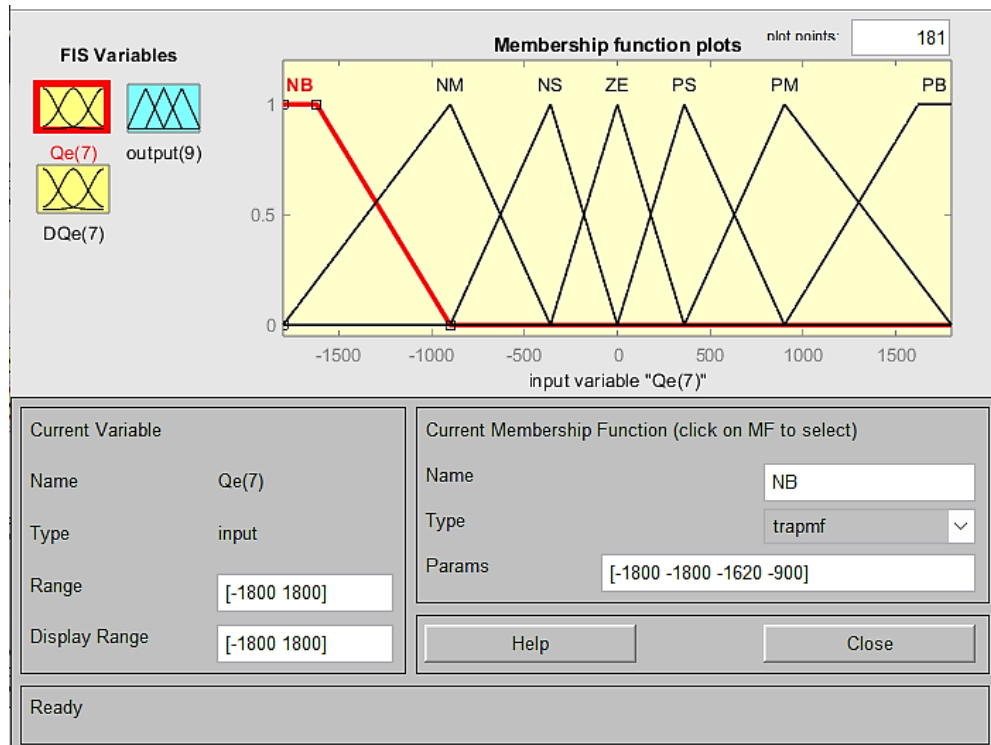 FIS Variables
Qe(7)
output(9)
DQe(7)
Membership function plots
plot points:
181
NB
NM
NS
ZE
PS
PM
PB
1
0.5
0
-1500
-1000
-500
0
500
1000
1500
input variable "Qe(7)"
Current Variable
Name
Qe(7)
Type
input
Range
[-1800 1800]
Display Range
[-1800 1800]
Current Membership Function (click on MF to select)
Name
NB
Type
trapmf
Params
[-1800 -1800 -1620 -900]
Help
Close
Ready